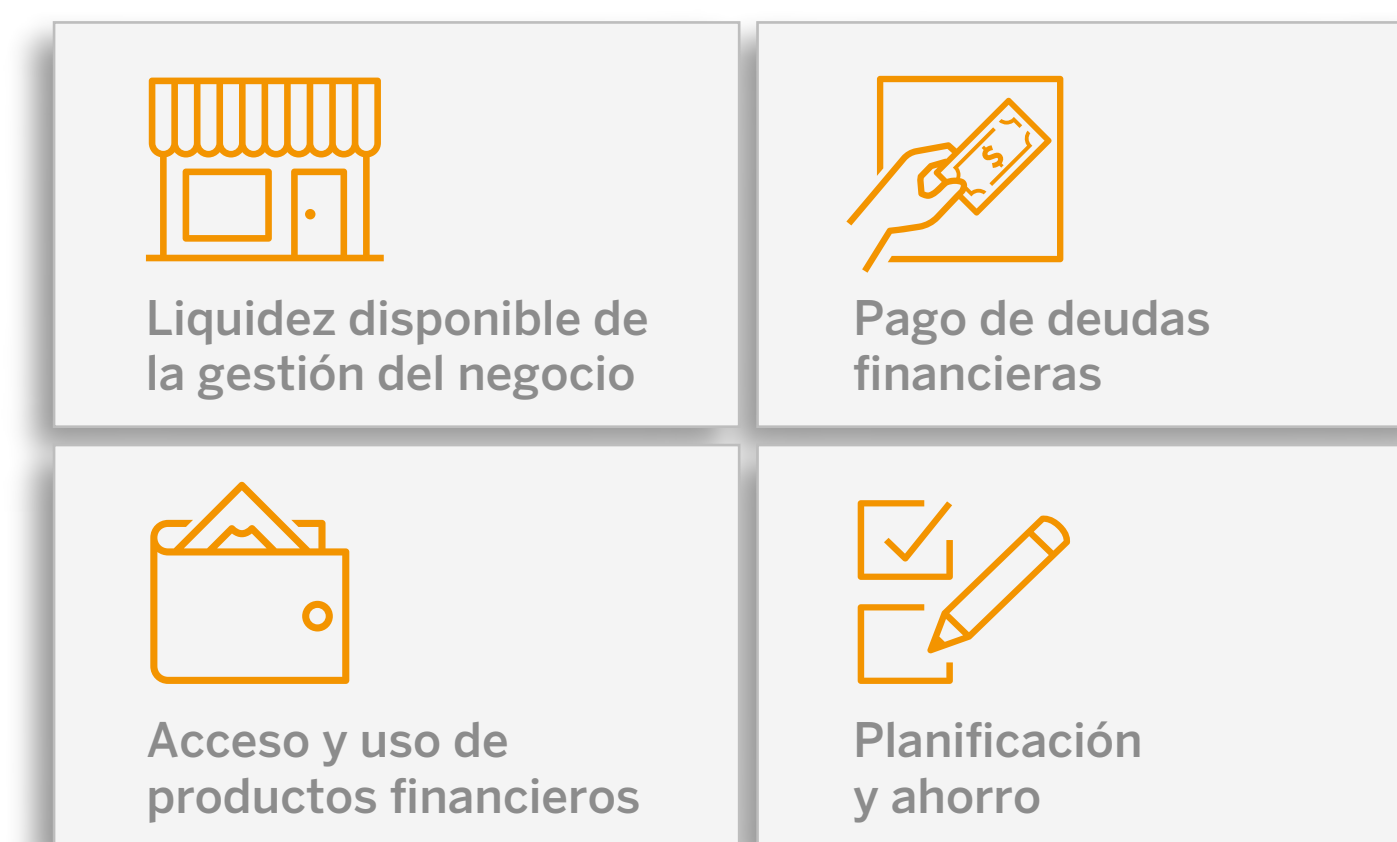 Liquidez disponible de
la gestión del negocio
Pago de deudas
financieras
$
Acceso y uso de
productos financieros
Planificación
y ahorro